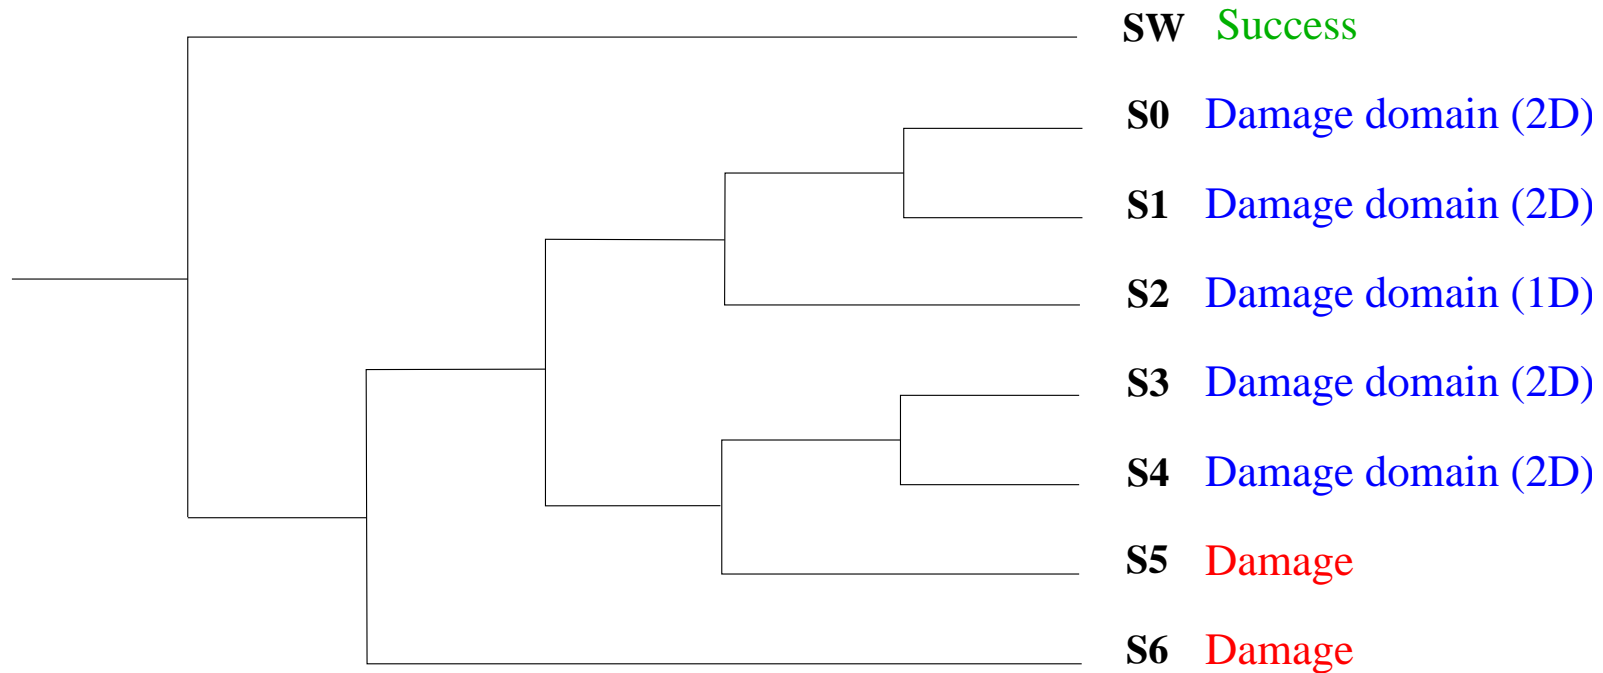 SW Success
S0 Damage domain (2D)
S1 Damage domain (2D)
S2 Damage domain (1D)
S3 Damage domain (2D)
S4 Damage domain (2D)
S5 Damage
S6 Damage